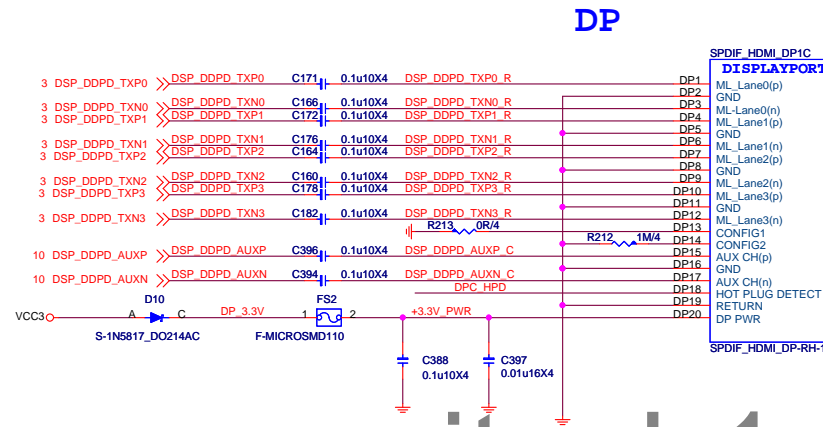 DP
SPDIF_HDMI_DP1C
DISPLAYPORT
3 DSP_DDPD_TXP0 DSP_DDPD_TXP0 C171 0.1u10X4 DSP_DDPD_TXP0_R DP1 ML_Lane0(p)
DP2 GND
3 DSP_DDPD_TXN0 DSP_DDPD_TXN0 C166 0.1u10X4 DP3 ML-Lane0(n)
3 DSP_DDPD_TXP1 DSP_DDPD_TXP1 C172 0.1u10X4 DSP_DDPD_TXP1_R DP4 ML_Lane1(p)
DP5 GND
3 DSP_DDPD_TXN1 DSP_DDPD_TXN1 C176 0.1u10X4 DSP_DDPD_TXN1_R DP6 ML_Lane1(n)
3 DSP_DDPD_TXP2 DSP_DDPD_TXP2 C164 0.1u10X4 DSP_DDPD_TXP2_R DP7 ML_Lane2(p)
DP8 GND
3 DSP_DDPD_TXN2 DSP_DDPD_TXN2 C160 0.1u10X4 DSP_DDPD_TXN2_R DP9 ML_Lane2(n)
3 DSP_DDPD_TXP3 DSP_DDPD_TXP3 C178 0.1u10X4 DSP_DDPD_TXP3_R DP10 ML_Lane3(p)
DP11 GND
3 DSP_DDPD_TXN3 DSP_DDPD_TXN3 C182 0.1u10X4 DSP_DDPD_TXN3_R DP12 ML_Lane3(n)
R213 0R/4 DP13 CONFIG1
R212 1M/4 DP14 CONFIG2
10 DSP_DDPD_AUXP DSP_DDPD_AUXP C396 0.1u10X4 DSP_DDPD_AUXP_C DP15 AUX CH(p)
DP16 GND
10 DSP_DDPD_AUXN DSP_DDPD_AUXN C394 0.1u10X4 DSP_DDPD_AUXN_C DP17 AUX CH(n)
DPC_HPD DP18 HOT PLUG DETECT
DP19 RETURN
VCC3 A D10 C DP_3.3V 1 FS2 2 +3.3V_PWR DP20 DP PWR
S-1N5817_DO214AC F-MICROSMD110
SPDIF_HDMI_DP-RH-1
C388 C397
0.1u10X4 0.01u16X4